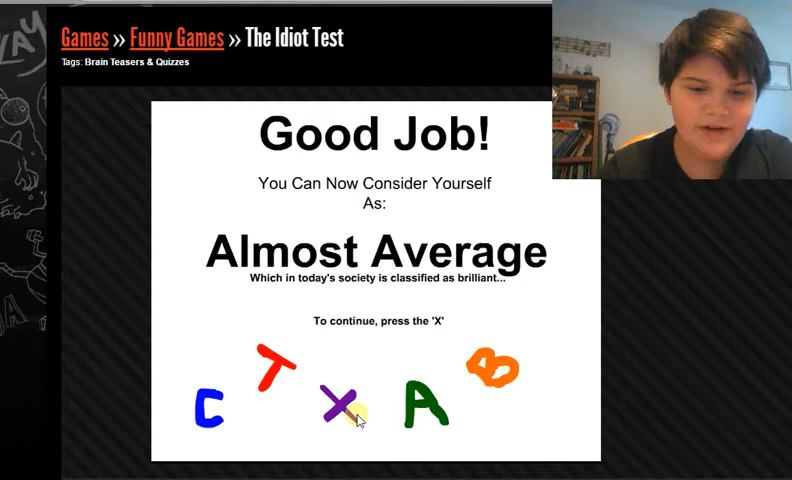 Games » Funny Games » The Idiot Test
Tags: Brain Teasers & Quizzes
Good Job!
You Can Now Consider Yourself
As:
Almost Average
Which in today's society is classified as brilliant...
To continue, press the 'X'
C T X A B